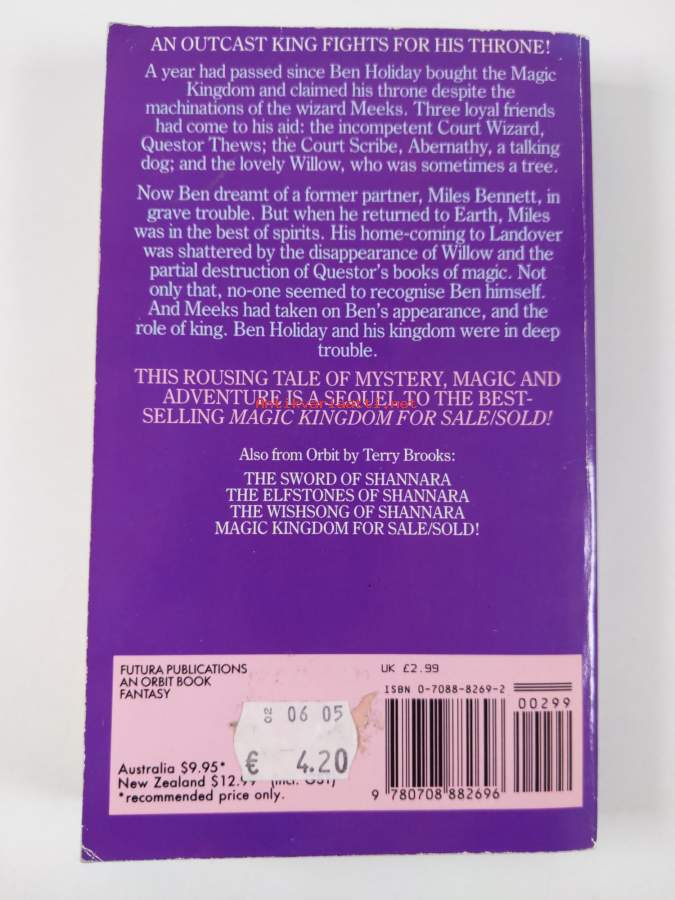 AN OUTCAST KING FIGHTS FOR HIS THRONE!
A year had passed since Ben Holiday bought the Magic
Kingdom and claimed his throne despite the
machinations of the wizard Meeks. Three loyal friends
had come to his aid: the incompetent Court Wizard,
Questor Thews; the Court Scribe, Abernathy, a talking
dog; and the lovely Willow, who was sometimes a tree.
Now Ben dreamt of a former partner, Miles Bennett, in
grave trouble. But when he returned to Earth, Miles
was in the best of spirits. His home-coming to Landover
was shattered by the disappearance of Willow and the
partial destruction of Questor's books of magic. Not
only that, no-one seemed to recognise Ben himself.
And Meeks had taken on Ben's appearance, and the
role of king. Ben Holiday and his kingdom were in deep
trouble.
THIS ROUSING TALE OF MYSTERY, MAGIC AND
ADVENTURE IS A SEQUEL TO THE BEST-
Antikvariaatti.net
SELLING MAGIC KINGDOM FOR SALE/SOLD!
Also from Orbit by Terry Brooks:
THE SWORD OF SHANNARA
THE ELFSTONES OF SHANNARA
THE WISHSONG OF SHANNARA
MAGIC KINGDOM FOR SALE/SOLD!
FUTURA PUBLICATIONS
AN ORBIT BOOK
FANTASY
UK £2.99
ISBN 0-7088-8269-2
00299
02 06 05
€ 4.20
Australia $9.95*
New Zealand $12.99 (incl. GST)
*recommended price only.
9 780708 882696